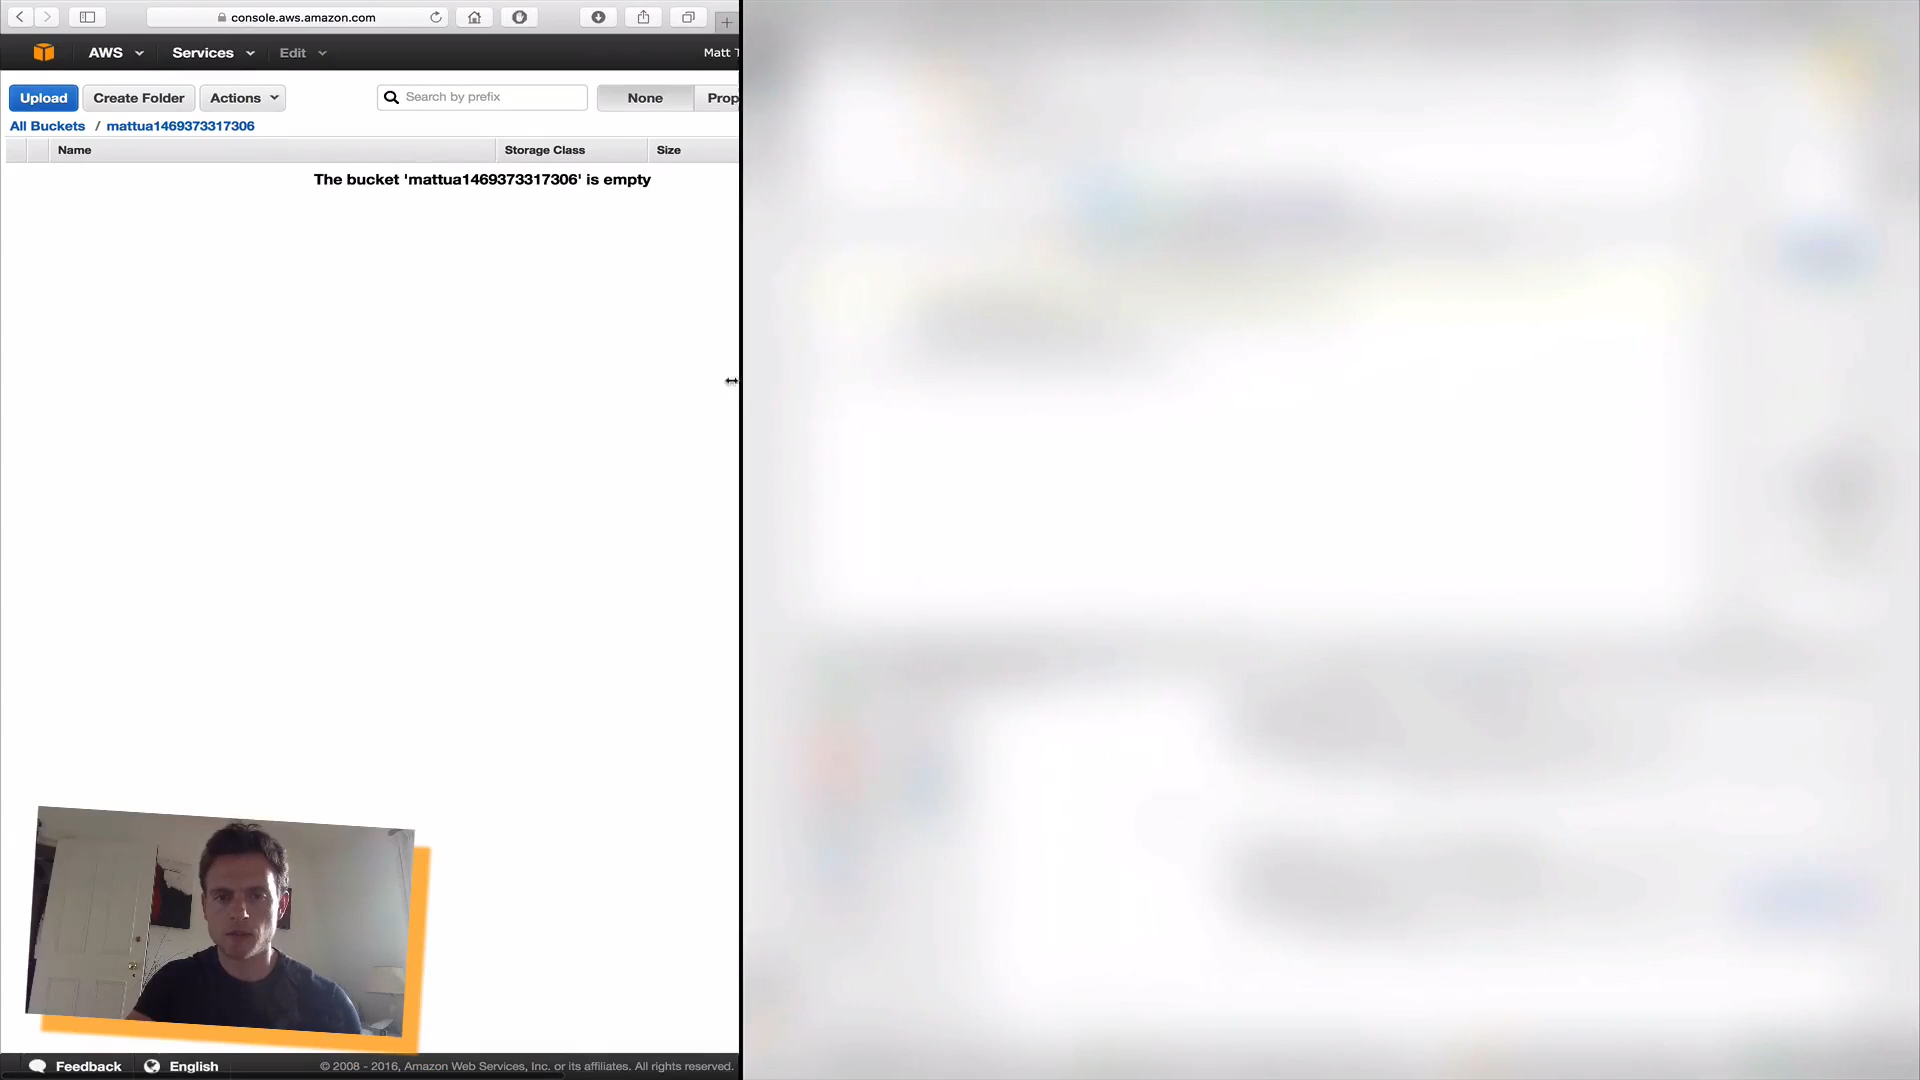 console.aws.amazon.com
AWS Services Edit Matt T
Upload Create Folder Actions Search by prefix None Prop
All Buckets / mattua1469373317306
Name Storage Class Size
The bucket 'mattua1469373317306' is empty
Feedback English © 2008 - 2016, Amazon Web Services, Inc. or its affiliates. All rights reserved.